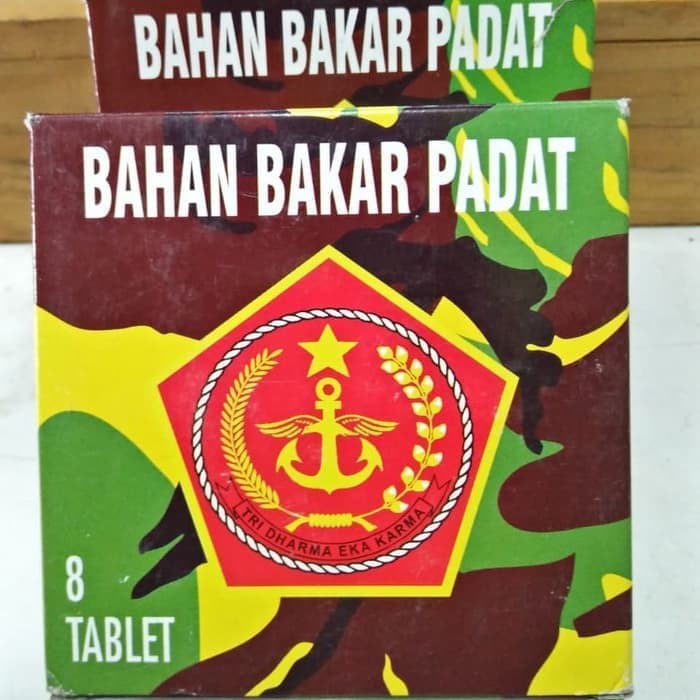 BAHAN BAKAR PADAT
BAHAN BAKAR PADAT
TRI DHARMA EKA KARMA
8
TABLET